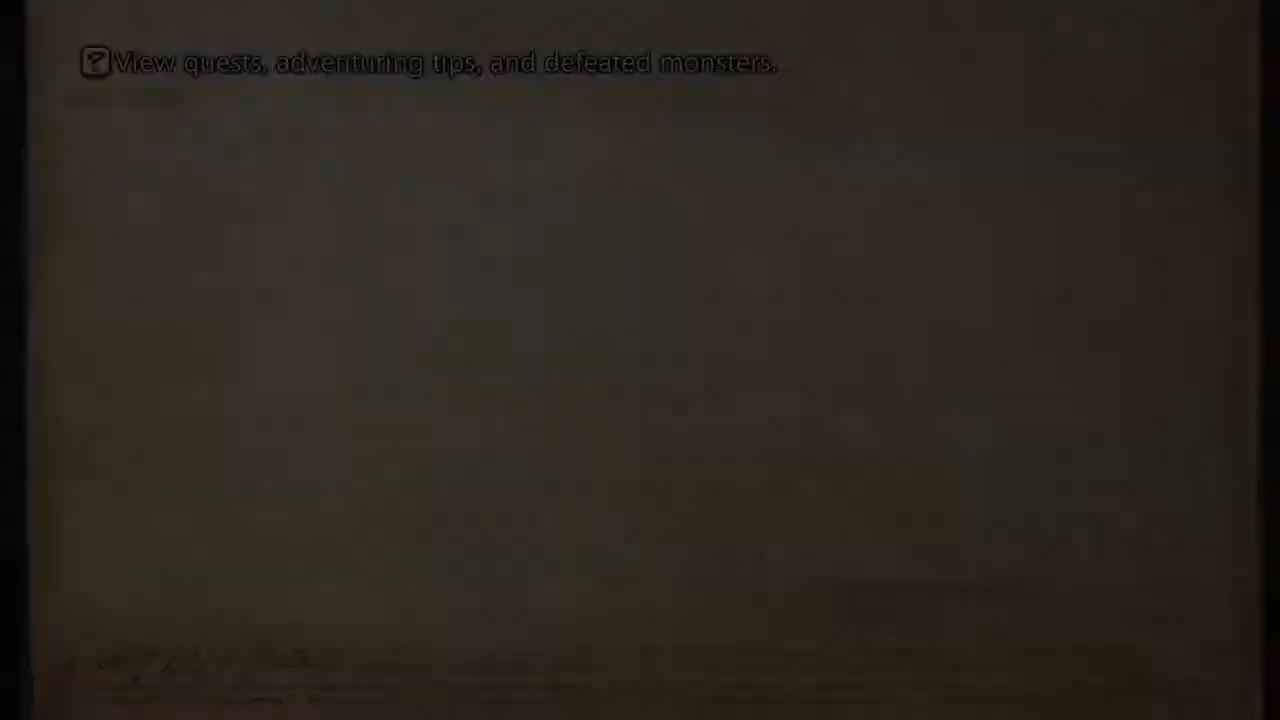 ? View quests, adventuring tips, and defeated monsters.